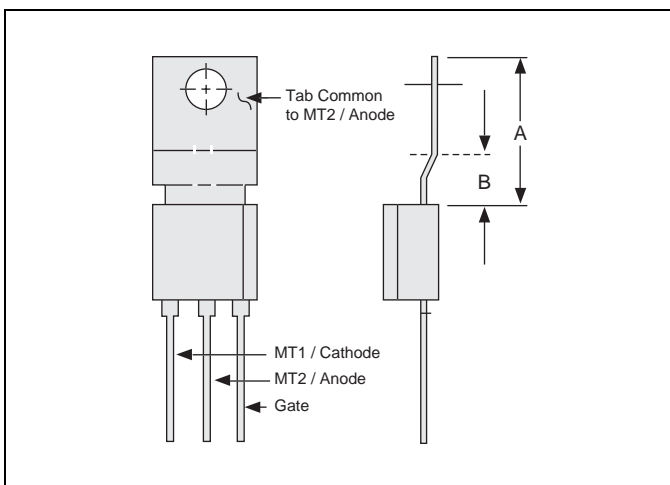 Tab Common
to MT2 / Anode
A
B
MT1 / Cathode
MT2 / Anode
Gate